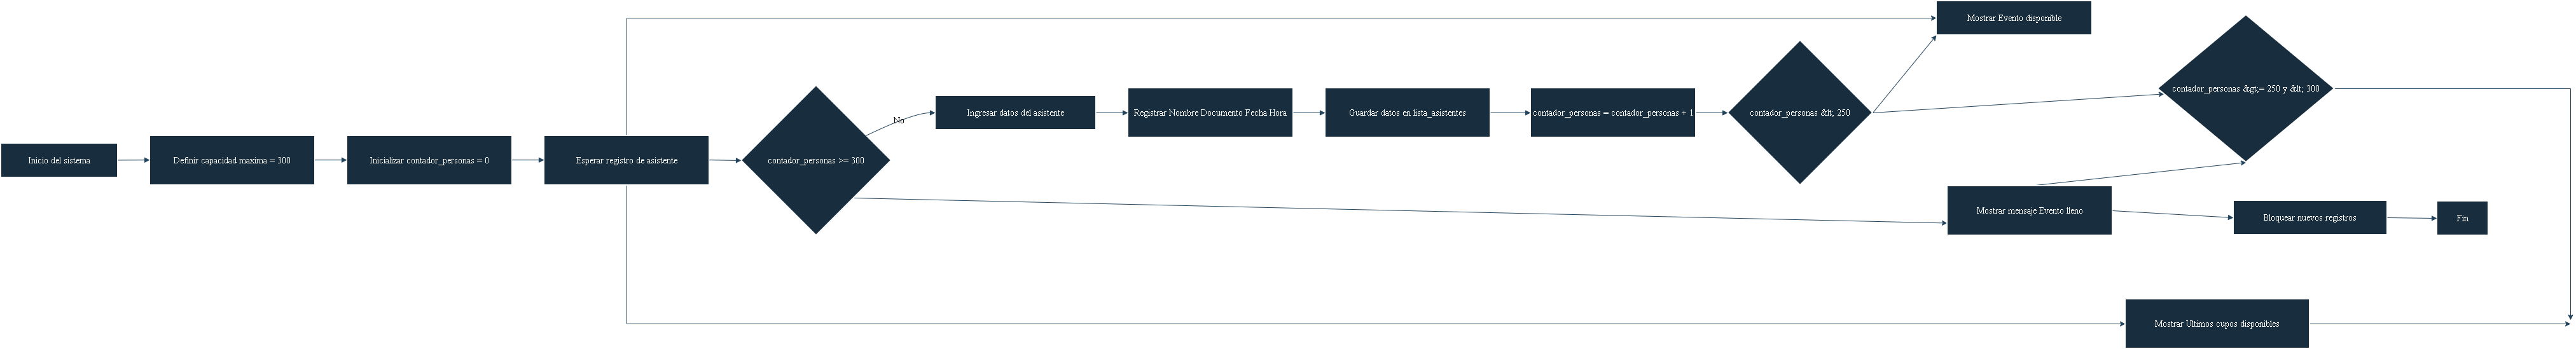 Inicio del sistema
Definir capacidad maxima = 300
Inicializar contador_personas = 0
Esperar registro de asistente
contador_personas >= 300
No
Ingresar datos del asistente
Registrar Nombre Documento Fecha Hora
Guardar datos en lista_asistentes
contador_personas = contador_personas + 1
contador_personas &lt; 250
Mostrar Evento disponible
contador_personas &gt;= 250 y &lt; 300
Mostrar mensaje Evento lleno
Bloquear nuevos registros
Fin
Mostrar Ultimos cupos disponibles